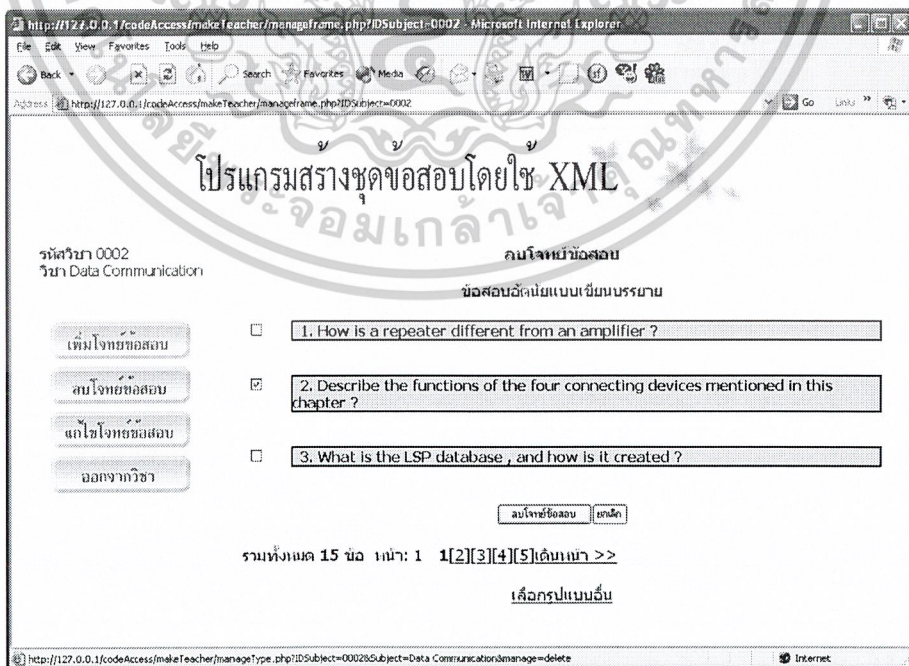 http://127.0.0.1/codeAccess/makeTeacher/manageframe.php?IDSubject=0002 - Microsoft Internet Explorer
File Edit View Favorites Tools Help
Back Search Favorites Media
Address http://127.0.0.1/codeAccess/makeTeacher/manageframe.php?IDSubject=0002 Go Links »
โปรแกรมสร้างชุดข้อสอบโดยใช้ XML
รหัสวิชา 0002
วิชา Data Communication
ลบโจทย์ข้อสอบ
ข้อสอบอัตนัยแบบเขียนบรรยาย
เพิ่มโจทย์ข้อสอบ
ลบโจทย์ข้อสอบ
แก้ไขโจทย์ข้อสอบ
ออกจากวิชา
1. How is a repeater different from an amplifier ?
2. Describe the functions of the four connecting devices mentioned in this
chapter ?
3. What is the LSP database , and how is it created ?
ลบโจทย์ข้อสอบ ยกเลิก
รวมทั้งหมด 15 ข้อ หน้า: 1 1[2][3][4][5]เดินหน้า >>
เลือกรูปแบบอื่น
http://127.0.0.1/codeAccess/makeTeacher/manageType.php?IDSubject=0002&Subject=Data Communication&manage=delete Internet